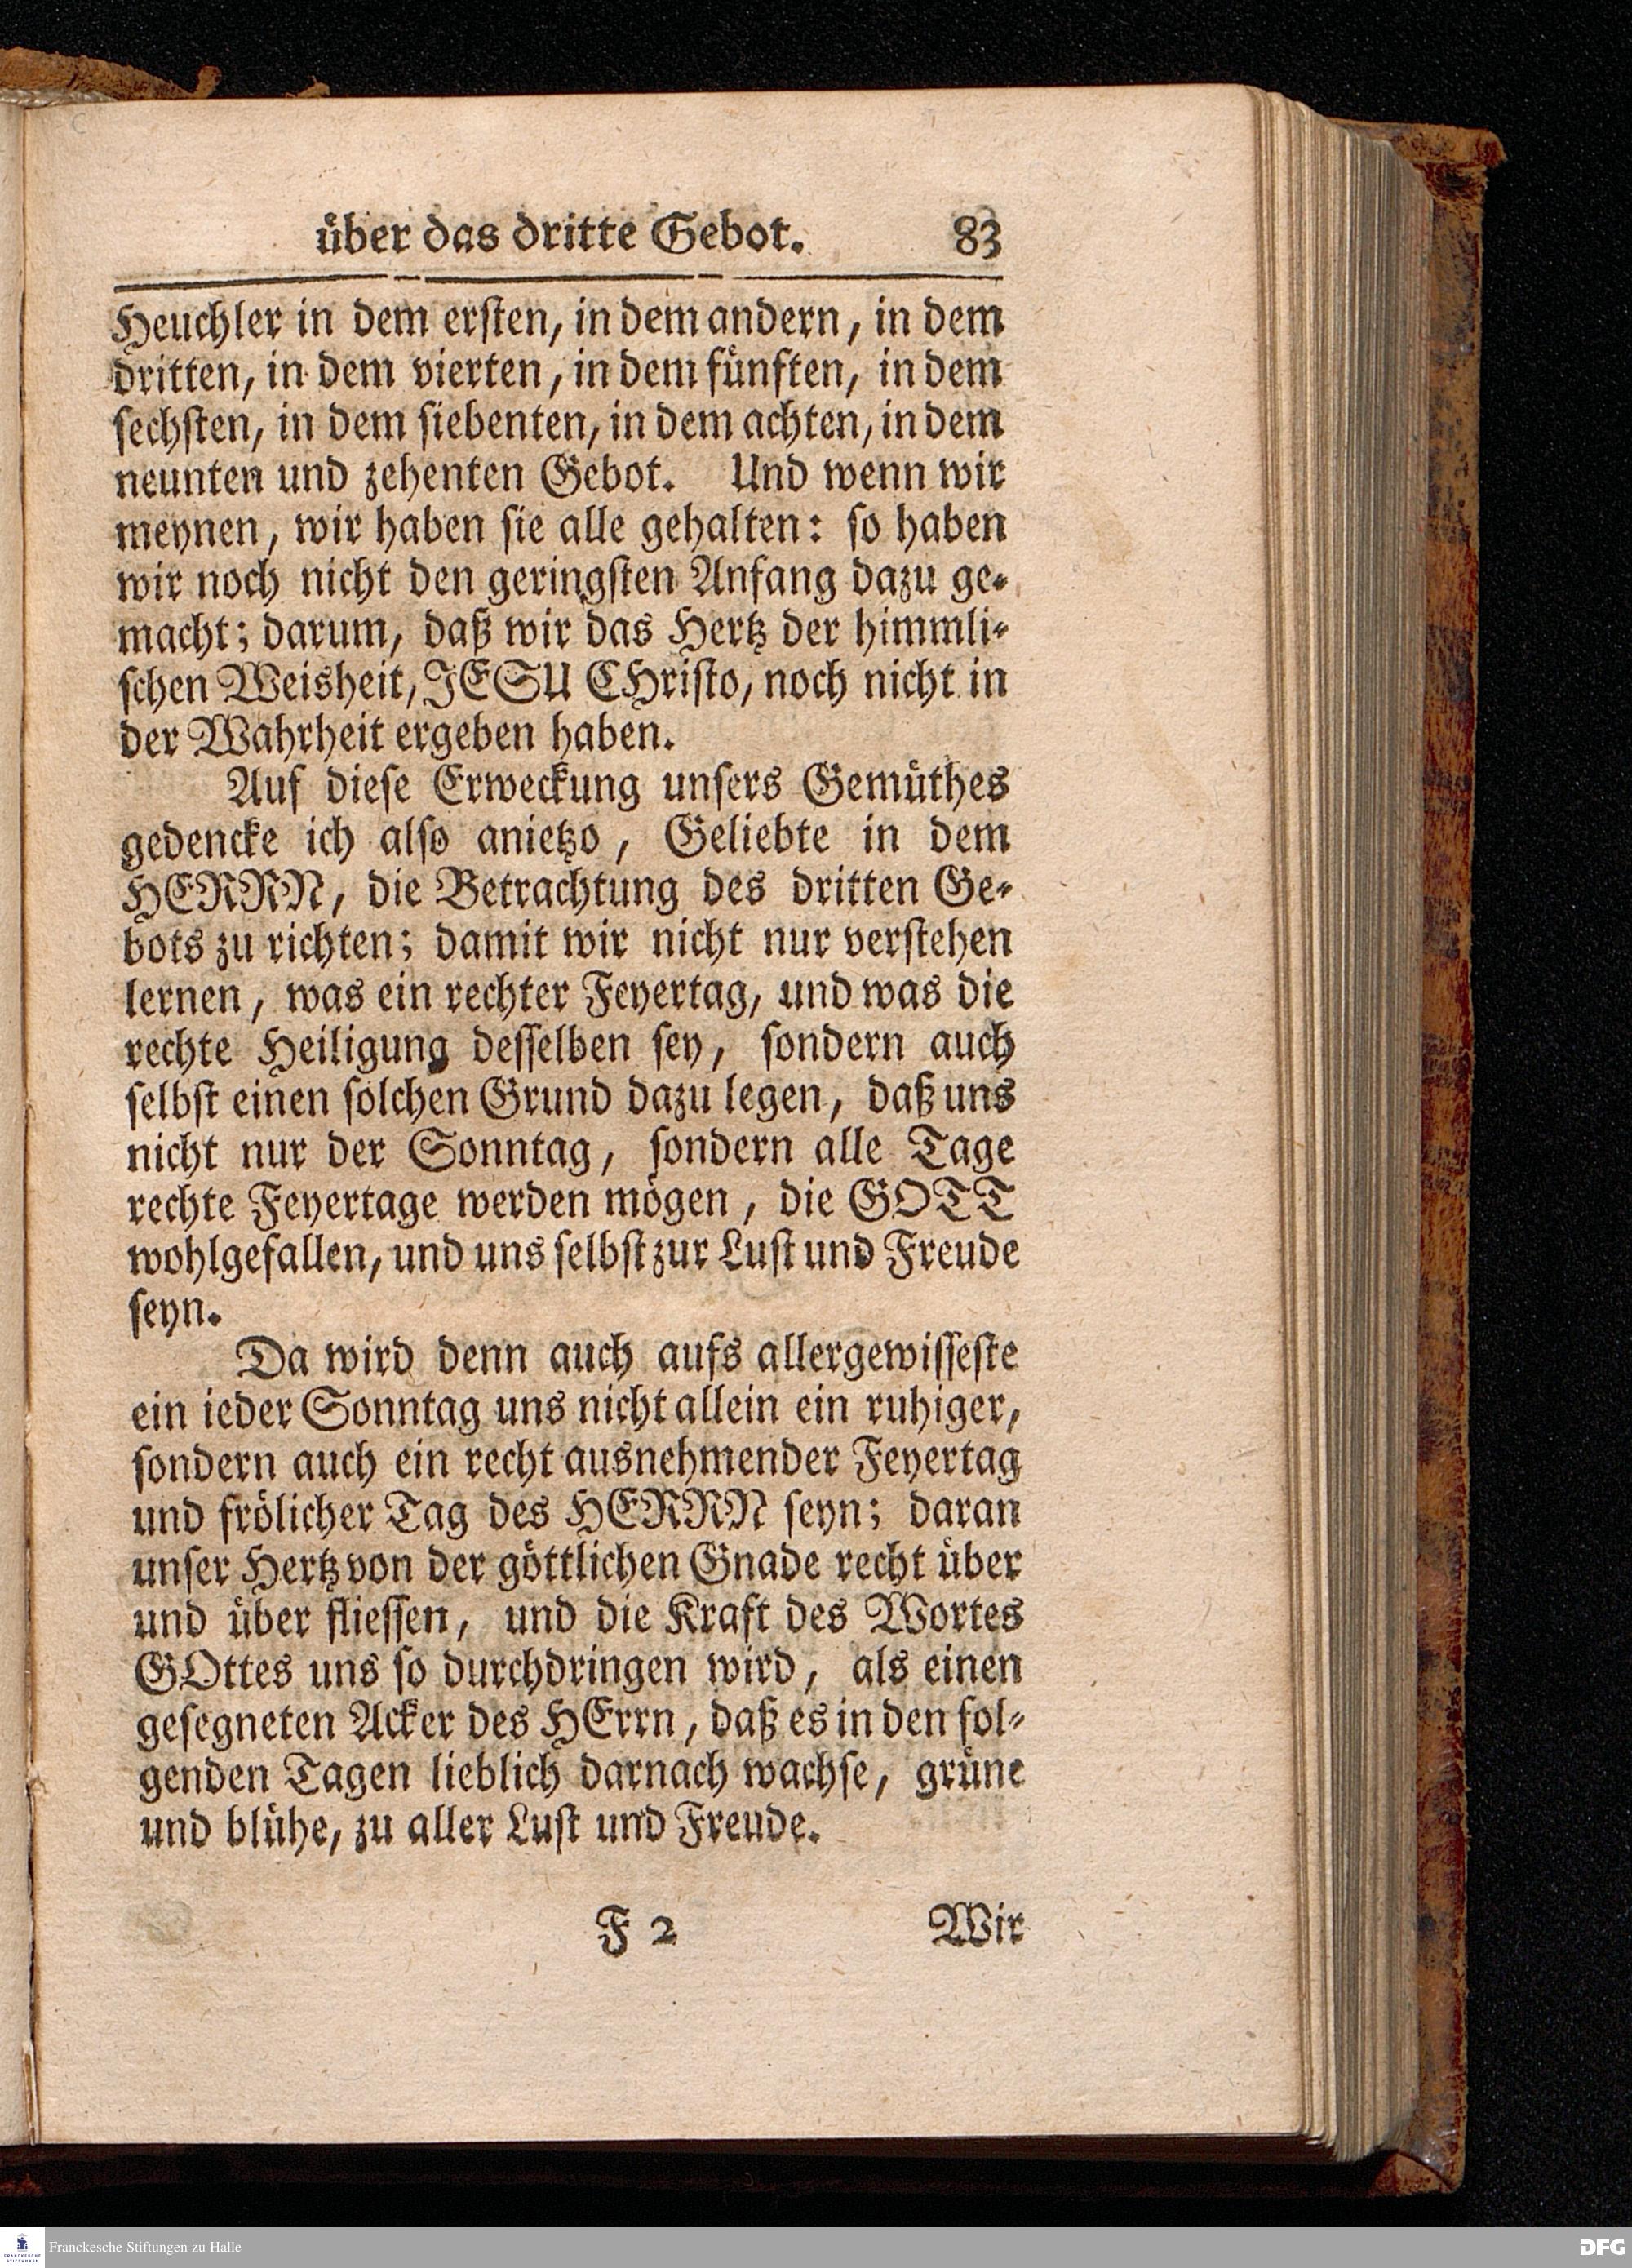 über das dritte Gebot. 83
Heuchler in dem ersten, in dem andern, in dem
dritten, in dem vierten, in dem fünften, in dem
sechsten, in dem siebenten, in dem achten, in dem
neunten und zehenten Gebot. Und wenn wir
meynen, wir haben sie alle gehalten: so haben
wir noch nicht den geringsten Anfang dazu ge-
macht; darum, daß wir das Hertz der himmli-
schen Weisheit, JESU CHristo, noch nicht in
der Wahrheit ergeben haben.
Auf diese Erweckung unsers Gemüthes
gedencke ich also anietzo, Geliebte in dem
HERRN, die Betrachtung des dritten Ge-
bots zu richten; damit wir nicht nur verstehen
lernen, was ein rechter Feyertag, und was die
rechte Heiligung desselben sey, sondern auch
selbst einen solchen Grund dazu legen, daß uns
nicht nur der Sonntag, sondern alle Tage
rechte Feyertage werden mögen, die GOTT
wohlgefallen, und uns selbst zur Lust und Freude
seyn.
Da wird denn auch aufs allergewisseste
ein ieder Sonntag uns nicht allein ein ruhiger,
sondern auch ein recht ausnehmender Feyertag
und frölicher Tag des HERRN seyn; daran
unser Hertz von der göttlichen Gnade recht über
und über fliessen, und die Kraft des Wortes
GOttes uns so durchdringen wird, als einen
gesegneten Acker des HErrn, daß es in den fol-
genden Tagen lieblich darnach wachse, grüne
und blühe, zu aller Lust und Freude.
F 2 Wir
FRANCKESCHE
STIFTUNGEN
Franckesche Stiftungen zu Halle
DFG